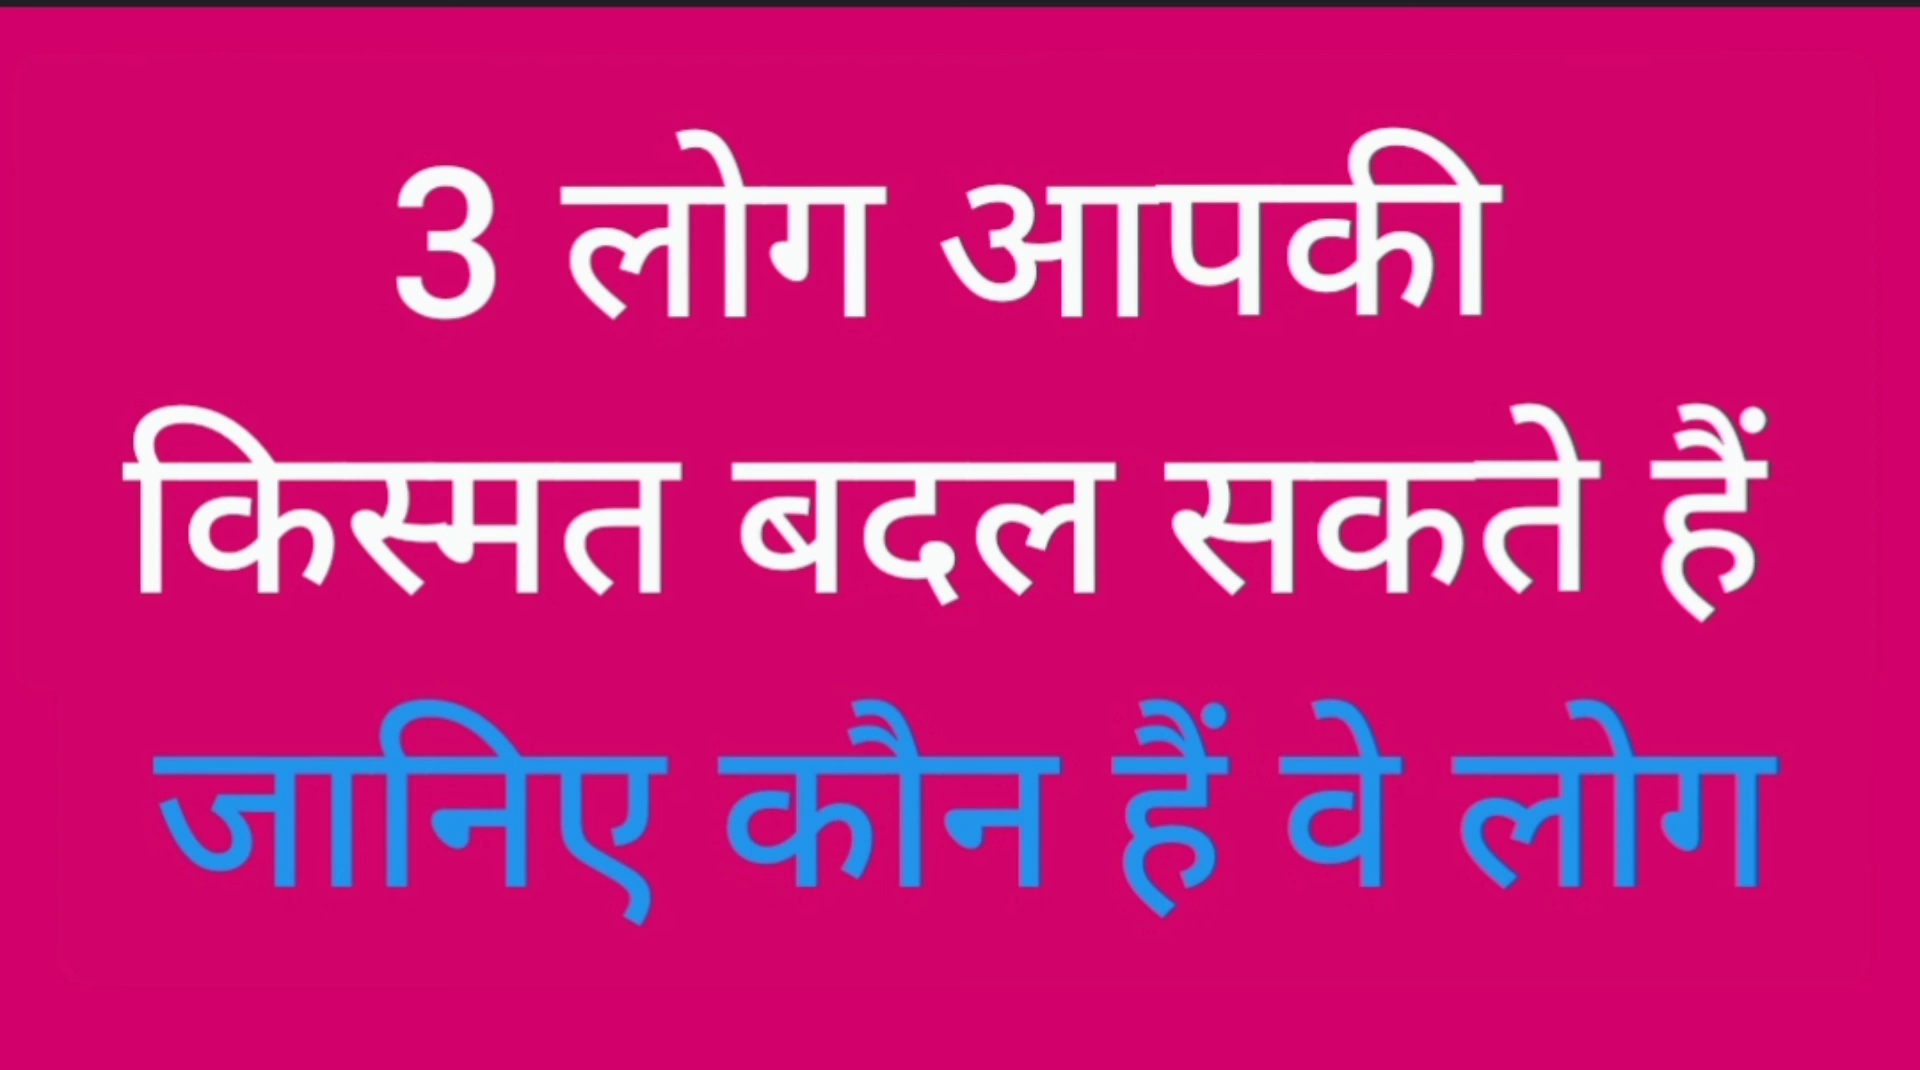 3 लोग आपकी
किस्मत बदल सकते हैं
जानिए कौन हैं वे लोग